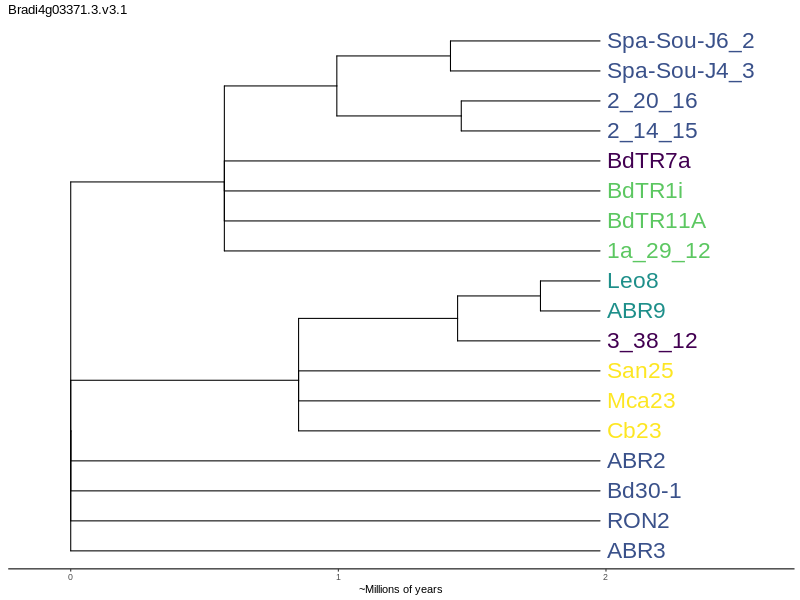 Bradi4g03371.3.v3.1
Spa-Sou-J6_2
Spa-Sou-J4_3
2_20_16
2_14_15
BdTR7a
BdTR1i
BdTR11A
1a_29_12
Leo8
ABR9
3_38_12
San25
Mca23
Cb23
ABR2
Bd30-1
RON2
ABR3
0 1 2
~Millions of years